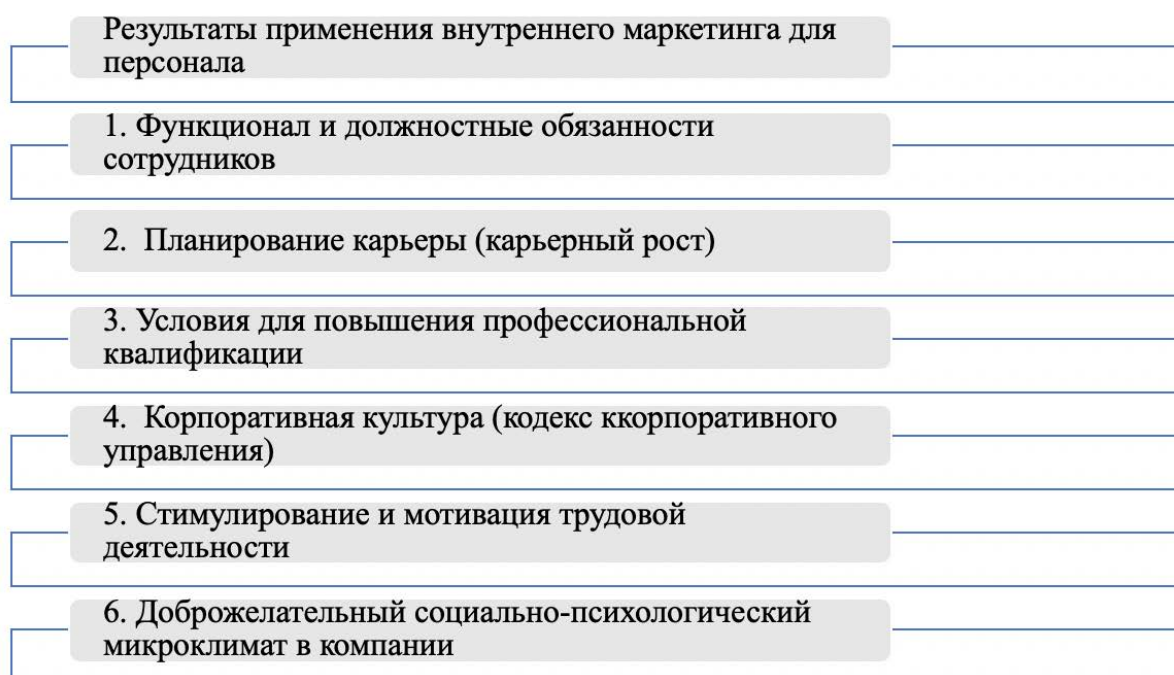 Результаты применения внутреннего маркетинга для
персонала
1. Функционал и должностные обязанности
сотрудников
2. Планирование карьеры (карьерный рост)
3. Условия для повышения профессиональной
квалификации
4. Корпоративная культура (кодекс ккорпоративного
управления)
5. Стимулирование и мотивация трудовой
деятельности
6. Доброжелательный социально-психологический
микроклимат в компании